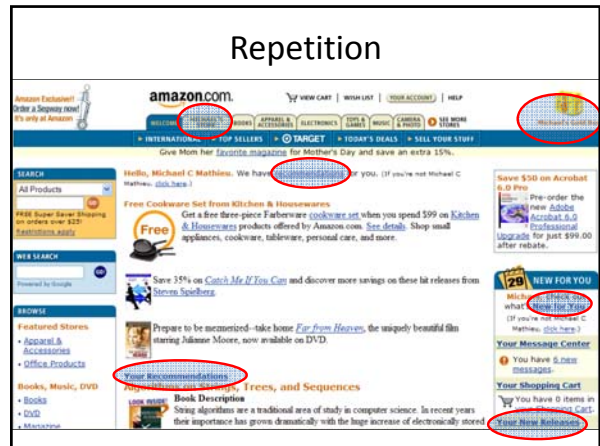 Repetition
Amazon Exclusive!
Order a Segway now!
It's only at Amazon
amazon.com.
VIEW CART | WISH LIST | YOUR ACCOUNT | HELP
WELCOME
STORE
BOOKS
APPAREL & ACCESSORIES
ELECTRONICS
TOYS & GAMES
MUSIC
CAMERA & PHOTO
SEE MORE STORES
Michael's Gold
INTERNATIONAL
TOP SELLERS
TARGET
TODAY'S DEALS
SELL YOUR STUFF
Give Mom her favorite magazine for Mother's Day and save an extra 15%.
SEARCH
All Products
GO!
FREE Super Saver Shipping
on orders over $25!
Restrictions apply
WEB SEARCH
GO!
Powered by Google
BROWSE
Featured Stores
• Apparel &
Accessories
• Office Products
Books, Music, DVD
• Books
• DVD
• Magazine
Hello, Michael C Mathieu. We have recommendations for you. (If you're not Michael C
Mathieu, click here.)
Free Cookware Set from Kitchen & Housewares
Free
Get a free three-piece Farberware cookware set when you spend $99 on Kitchen
& Housewares products offered by Amazon.com. See details. Shop small
appliances, cookware, tableware, personal care, and more.
Save 35% on Catch Me If You Can and discover more savings on these hit releases from
Steven Spielberg.
Prepare to be mezmerized--take home Far from Heaven, the uniquely beautiful film
starring Julianne Moore, now available on DVD.
Your Recommendations
Algorithms on Strings, Trees, and Sequences
LOOK INSIDE!
Book Description
String algorithms are a traditional area of study in computer science. In recent years
their importance has grown dramatically with the huge increase of electronically stored
Save $50 on Acrobat
6.0 Pro
Pre-order the
new Adobe
Acrobat 6.0
Professional
Upgrade for just $99.00
after rebate.
29
NEW FOR YOU
what's New for You
(If you're not Michael C
Mathieu, click here.)
Your Message Center
You have 6 new
messages.
Your Shopping Cart
You have 0 items in
your Shopping Cart.
Your New Releases